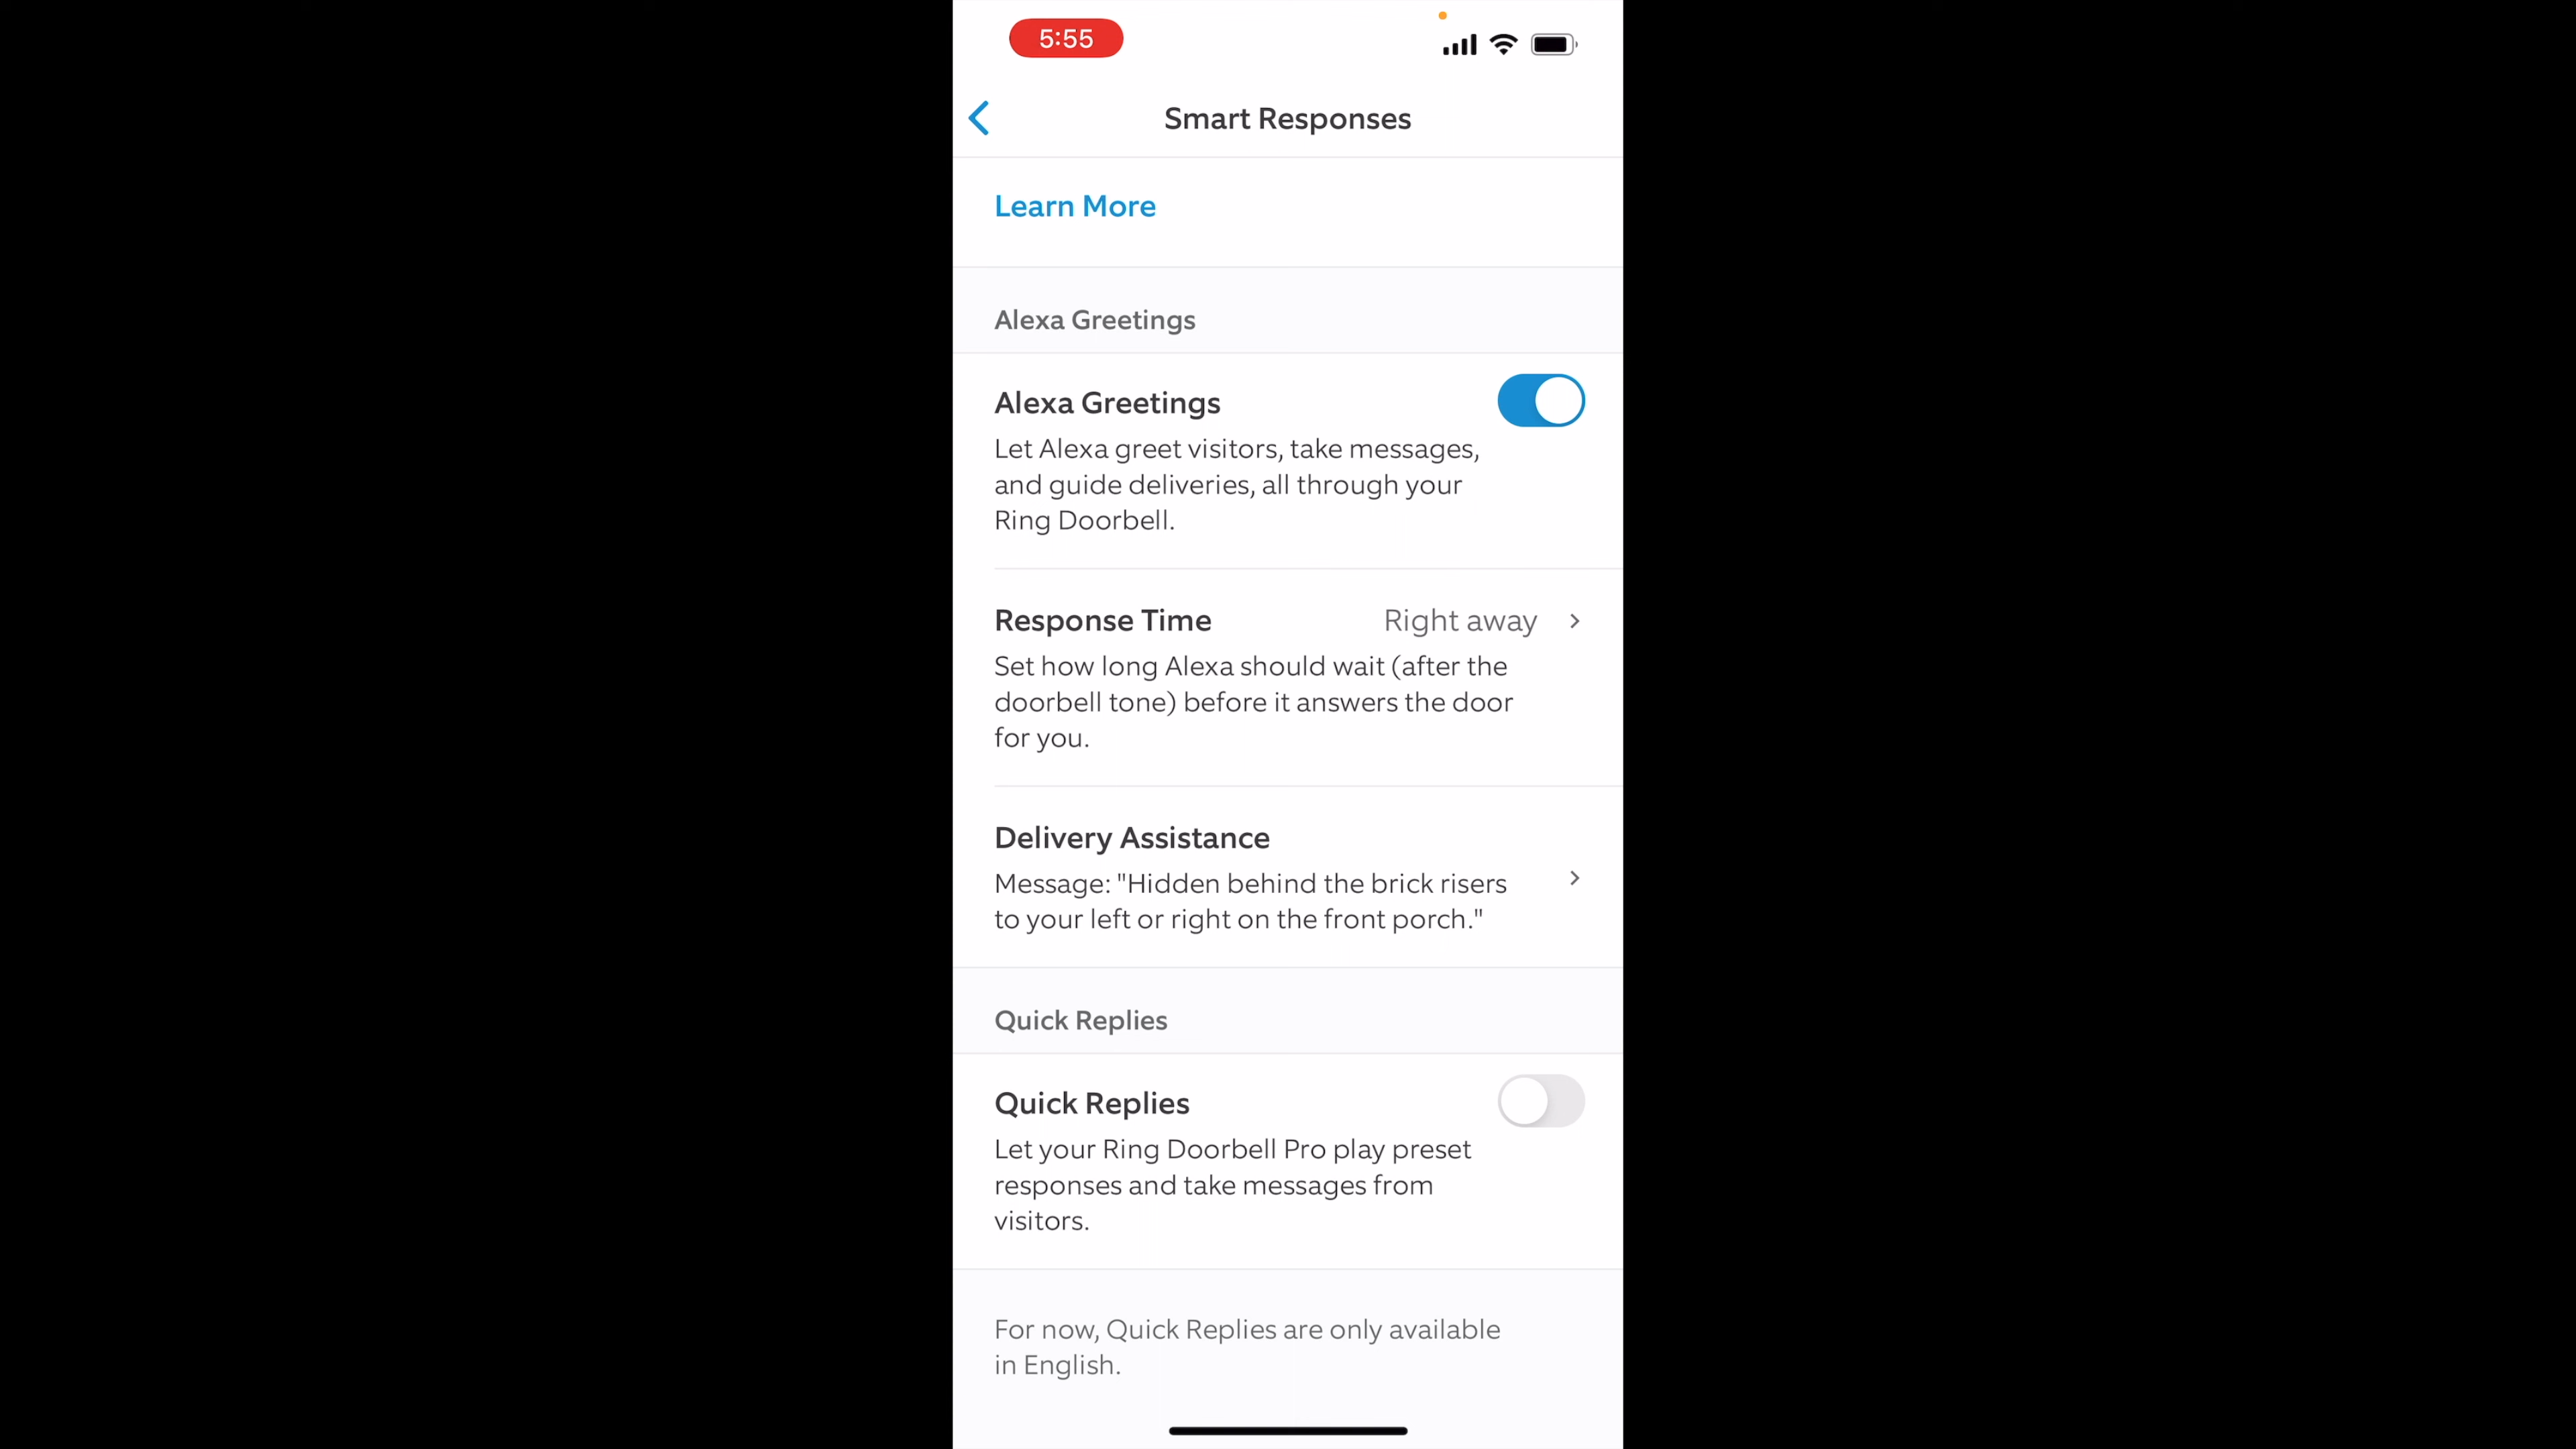 5:55
Smart Responses
Learn More
Alexa Greetings
Alexa Greetings
Let Alexa greet visitors, take messages,
and guide deliveries, all through your
Ring Doorbell.
Response Time Right away
Set how long Alexa should wait (after the
doorbell tone) before it answers the door
for you.
Delivery Assistance
Message: "Hidden behind the brick risers
to your left or right on the front porch."
Quick Replies
Quick Replies
Let your Ring Doorbell Pro play preset
responses and take messages from
visitors.
For now, Quick Replies are only available
in English.